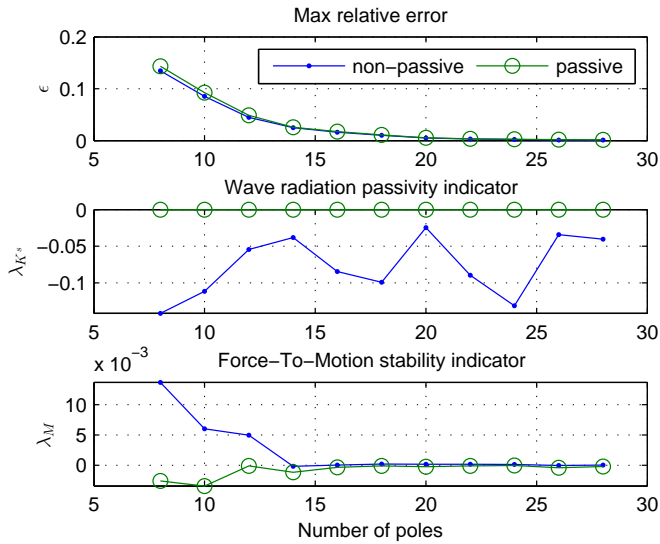 Max relative error
0.2
0.1
0
ϵ
non−passive
passive
5 10 15 20 25 30
Wave radiation passivity indicator
0
−0.05
−0.1
λKˢ
5 10 15 20 25 30
x 10⁻³
Force−To−Motion stability indicator
10
5
0
λM
5 10 15 20 25 30
Number of poles